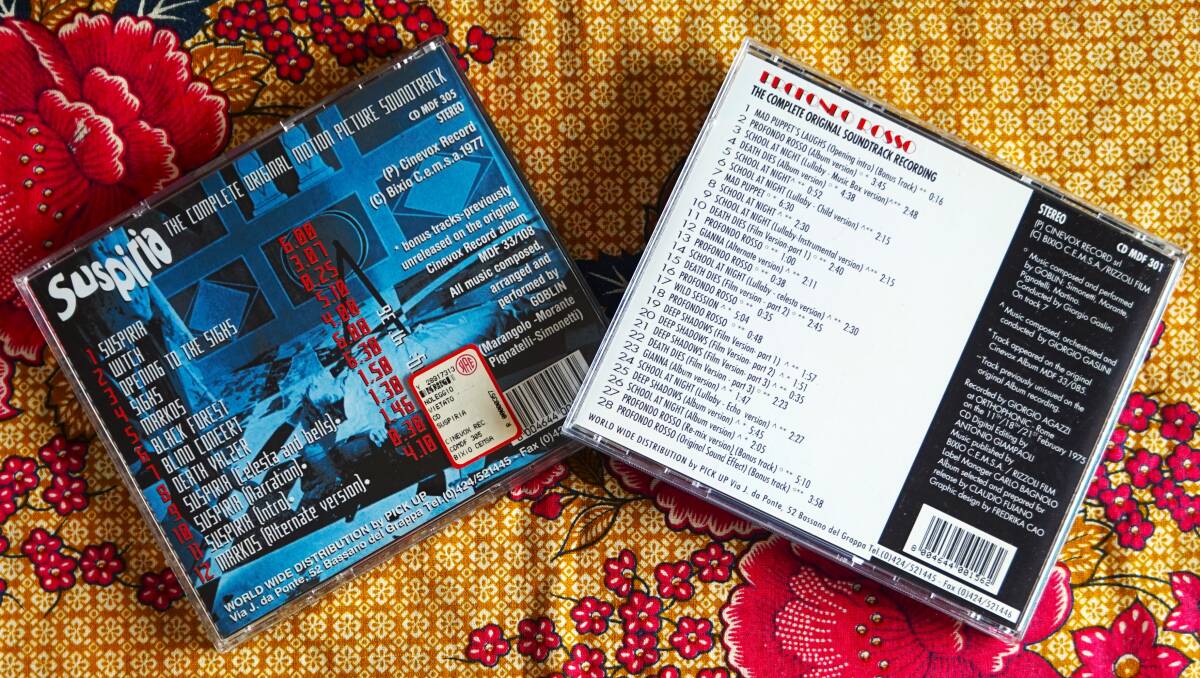 Suspiria
THE COMPLETE ORIGINAL MOTION PICTURE SOUNDTRACK
CD MDF 305
STEREO
(P) Cinevox Record
(C) Bixio C.e.m.s.a.1977
* bonus tracks-previously
unreleased on the original
Cinevox Record album
MDF 33/108
All music composed,
arranged and
performed by
GOBLIN
(Marangolo -Morante
Pignatelli-Simonetti)
1 SUSPIRIA 6.00
2 WITCH 3.07
3 OPENING TO THE SIGHS 0.25
4 SIGHS 5.10
5 MARKOS 4.00
6 BLACK FOREST
7 BLIND CONCERT
8 DEATH VALZER 1.50
9 SUSPIRIA (Celesta and bells)* 1.30
10 SUSPIRIA (Narration)* 1.46
11 SUSPIRIA (Intro)* 0.30
12 MARKOS (Alternate version)* 4.10
NOLEGGIO
VIETATO
CD
SUSPIRIA
CINEVOX REC
CDMDF 305
BIXIO CEMSA
WORLD WIDE DISTRIBUTION by PICK UP
Via J. da Ponte, 52 Bassano del Grappa Tel.(0)424/521445 - Fax
PROFONDO ROSSO
THE COMPLETE ORIGINAL SOUNDTRACK RECORDING
1 MAD PUPPET'S LAUGHS (Opening intro) (Bonus Track) ** 0:16
2 PROFONDO ROSSO (Album version) ° * 3:45
3 SCHOOL AT NIGHT (Lullaby - Music Box version)^** 2:48
4 DEATH DIES (Album version) ° * 4:38
5 SCHOOL AT NIGHT (Lullaby - Child version) ^ ** 2:15
6 PROFONDO ROSSO ° ** 0:52
7 SCHOOL AT NIGHT ^ ** 2:30
8 MAD PUPPET ° * 6:30
9 SCHOOL AT NIGHT (Lullaby-Instrumental version) ^ ** 2:15
10 DEATH DIES (Film Version-part 1) ° ** 2:40
11 PROFONDO ROSSO ° ** 1:00
12 GIANNA (Alternate version) ^ ** 2:11
13 PROFONDO ROSSO ° ** 0:38
14 SCHOOL AT NIGHT (Lullaby - celesta version) ^ ** 2:30
15 DEATH DIES (Film version - part 2) ° ** 2:45
16 PROFONDO ROSSO ° ** 0:35
17 WILD SESSION ° * 5:04
18 PROFONDO ROSSO ° ** 0:48
19 DEEP SHADOWS (Film Version- part 1) ° ** 1:57
20 DEEP SHADOWS (Film Version- part 2) ° ** 1:51
21 DEEP SHADOWS (Film Version- part 3) ° ** 0:35
22 DEATH DIES (Film version - part 3) ° ** 2:23
23 GIANNA (Album version) ^ * 1:47
24 SCHOOL AT NIGHT (Lullaby - Echo version) ^ ** 2:27
25 DEEP SHADOWS (Album version) ° * 5:45
26 SCHOOL AT NIGHT (Album version) ^ * 2:05
27 PROFONDO ROSSO (Re-mix version) (Bonus track) ° ** 5:10
28 PROFONDO ROSSO (Original Sound Effect) (Bonus track) ** 3:58
WORLD WIDE DISTRIBUTION by PICK UP Via J. da Ponte, 52 Bassano del Grappa Tel.(0)424/521445 - Fax (0)424/521446
STEREO
CD MDF 301
(P) CINEVOX RECORD srl
(C) BIXIO C.E.M.S.A./RIZZOLI FILM
° Music composed and performed
by GOBLIN: Simonetti, Morante,
Pignatelli, Martino.
Conducted by Giorgio Gaslini
On track 7
^ Music composed, orchestred and
conducted by GIORGIO GASLINI
* Track appeared on the original
Cinevox Album MDF 33/085.
** Track previously unissued on the
original Album recording.
Recorded by GIORGIO AGAZZI
at ORTHOPHONIC, Rome
on the 11th/18th/21th February 1975
CD Digital Editing by
ANTONIO GIAMPAOLI
Music published by
BIXIO C.E.M.S.A. / RIZZOLI FILM
Label Manager CARLO BAGNOLO
Album selected and prepared for
release by CLAUDIO FUIANO
Graphic design by FREDRIKA CAO
8 004644 001562